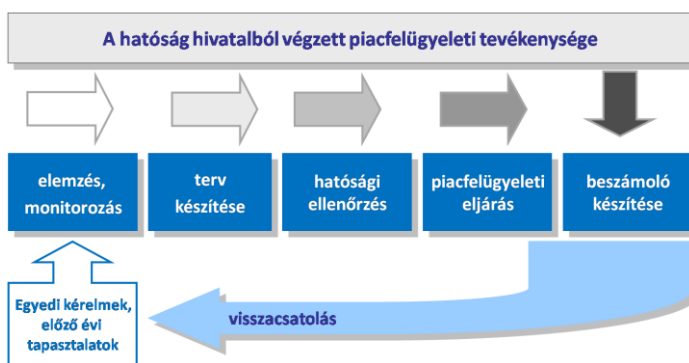 A hatóság hivatalból végzett piacfelügyeleti tevékenysége
elemzés,
monitorozás
terv
készítése
hatósági
ellenőrzés
piacfelügyeleti
eljárás
beszámoló
készítése
Egyedi kérelmek,
előző évi
tapasztalatok
visszacsatolás